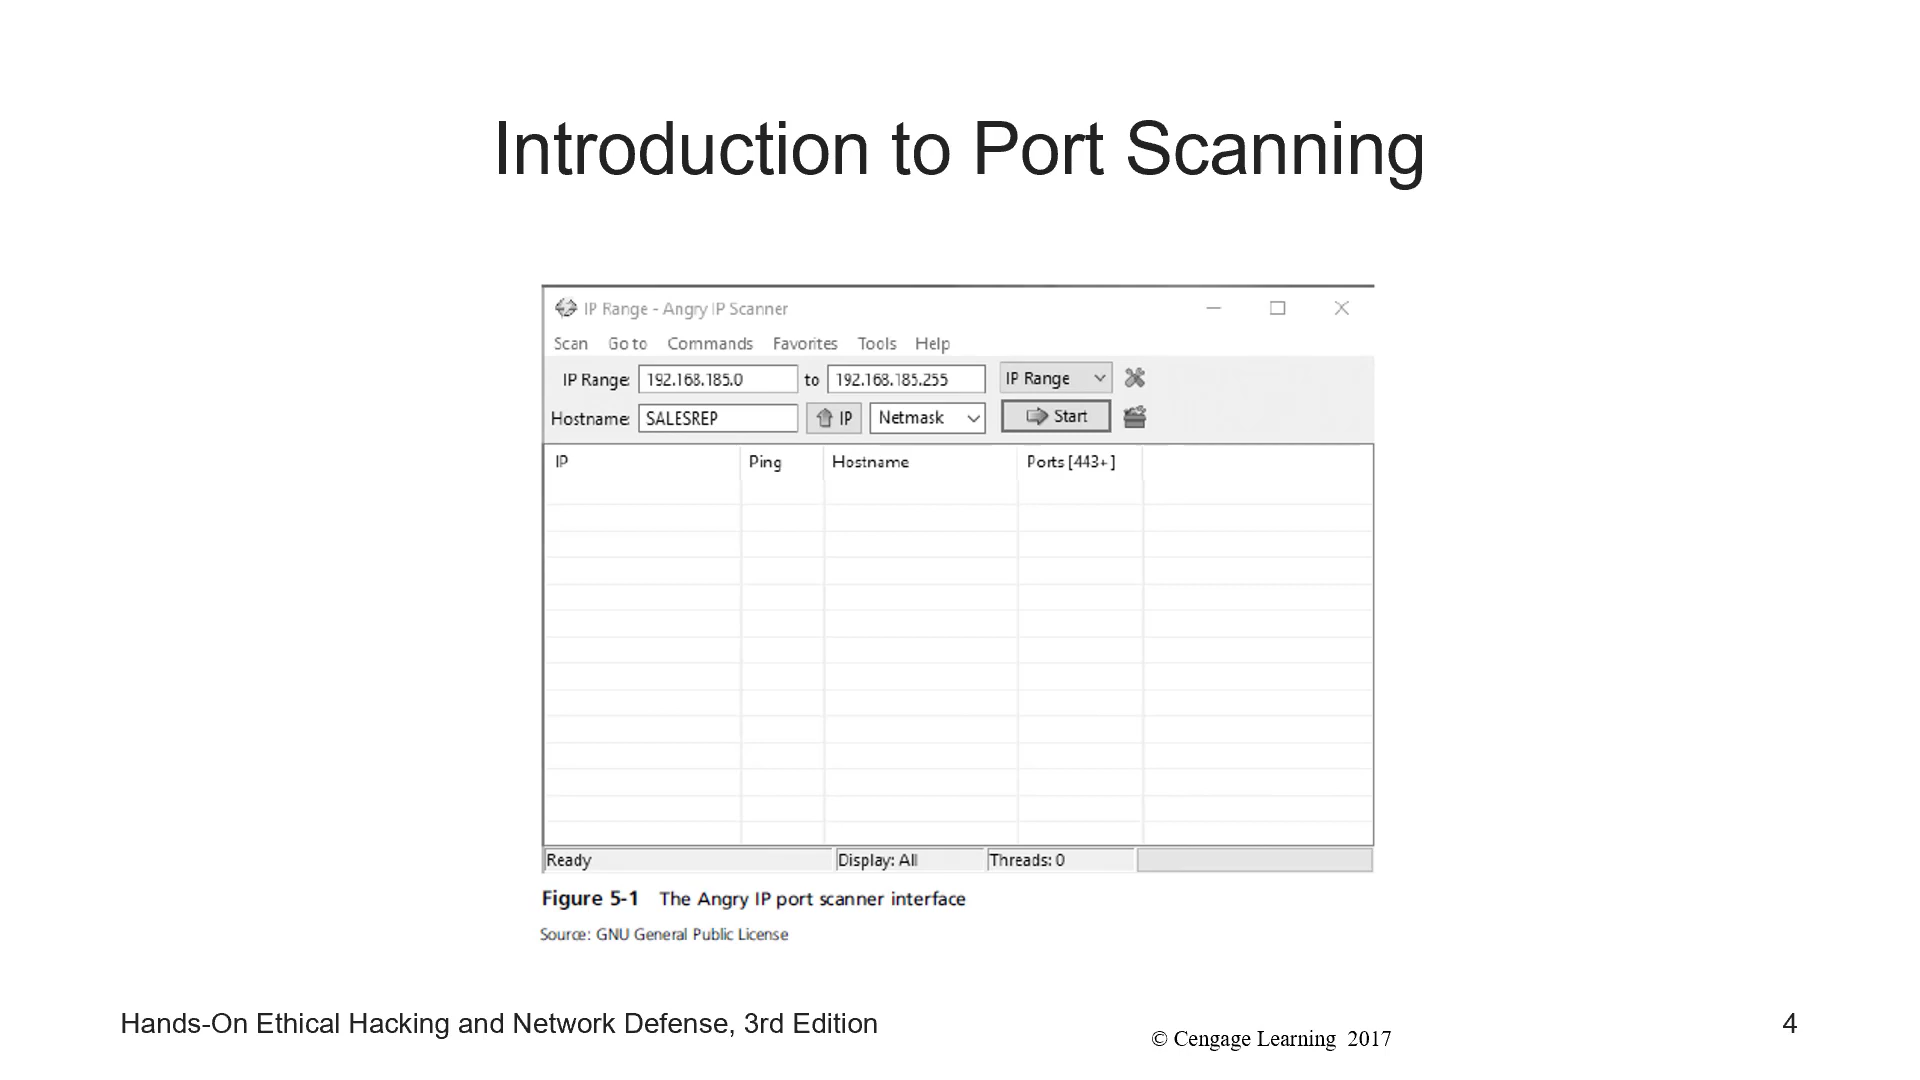 Introduction to Port Scanning
IP Range - Angry IP Scanner
Scan Go to Commands Favorites Tools Help
IP Range: 192.168.185.0 to 192.168.185.255 IP Range
Hostname: SALESREP IP Netmask Start
IP Ping Hostname Ports [443+]
Ready Display: All Threads: 0
Figure 5-1 The Angry IP port scanner interface
Source: GNU General Public License
Hands-On Ethical Hacking and Network Defense, 3rd Edition
© Cengage Learning 2017
4